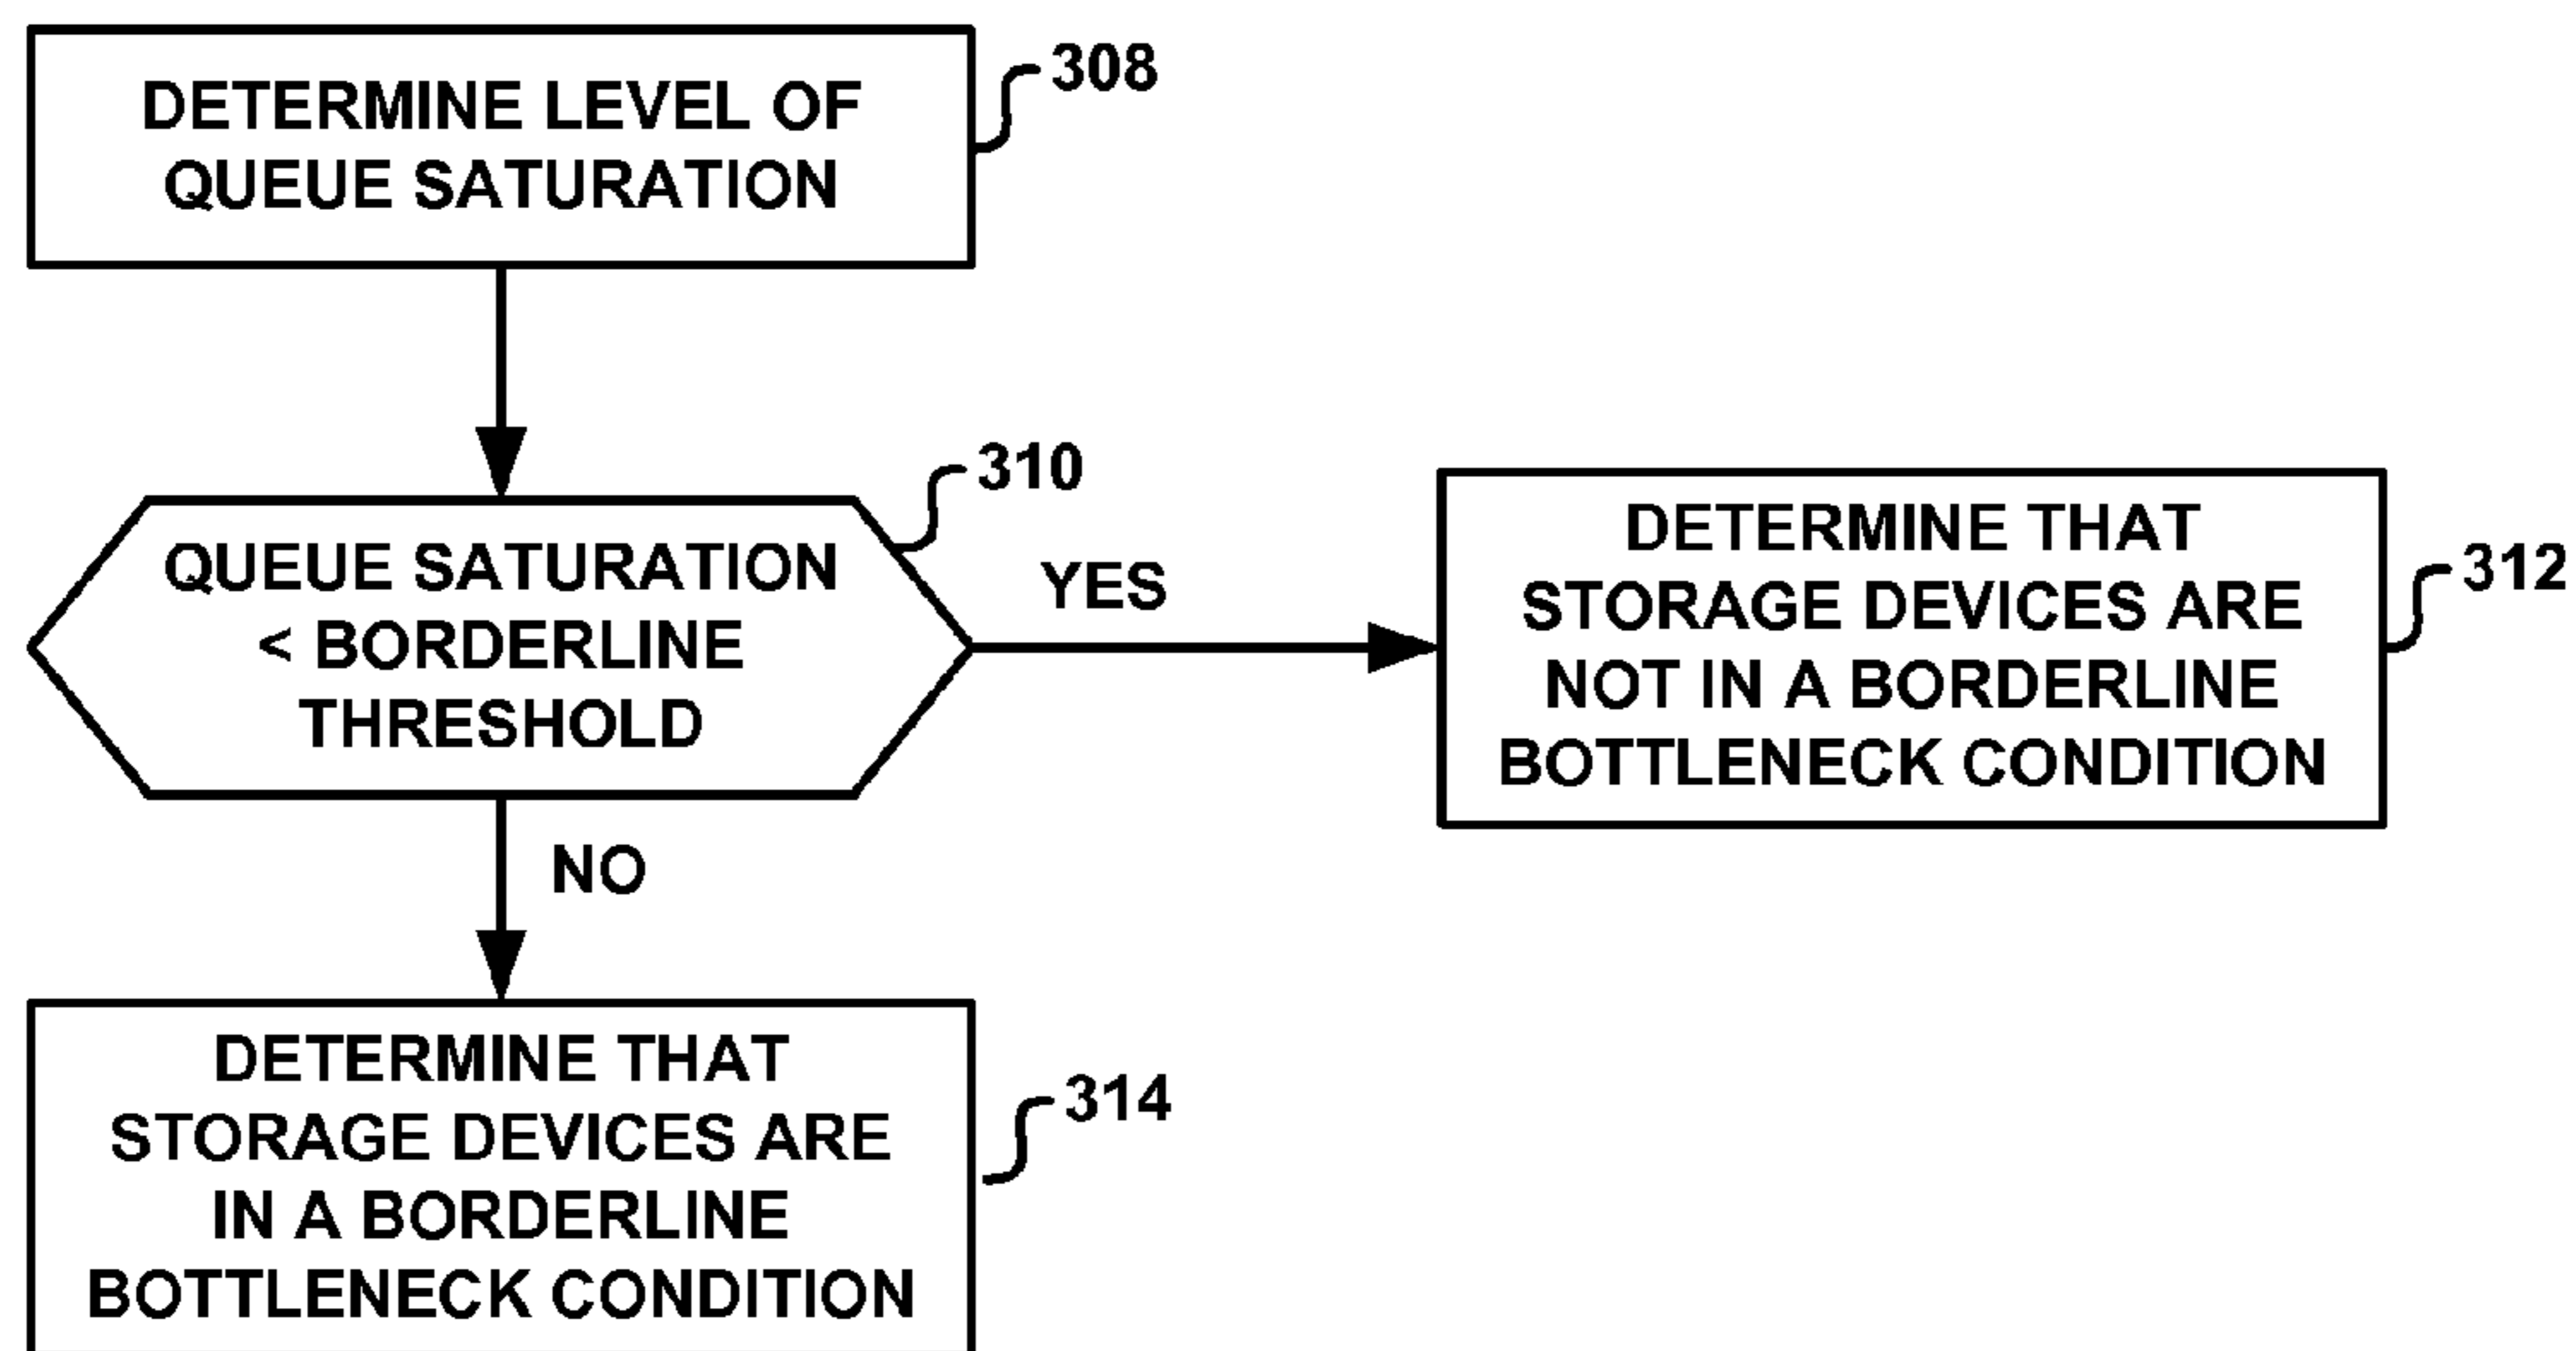 DETERMINE LEVEL OF
QUEUE SATURATION
308
QUEUE SATURATION
< BORDERLINE
THRESHOLD
310
YES
DETERMINE THAT
STORAGE DEVICES ARE
NOT IN A BORDERLINE
BOTTLENECK CONDITION
312
NO
DETERMINE THAT
STORAGE DEVICES ARE
IN A BORDERLINE
BOTTLENECK CONDITION
314